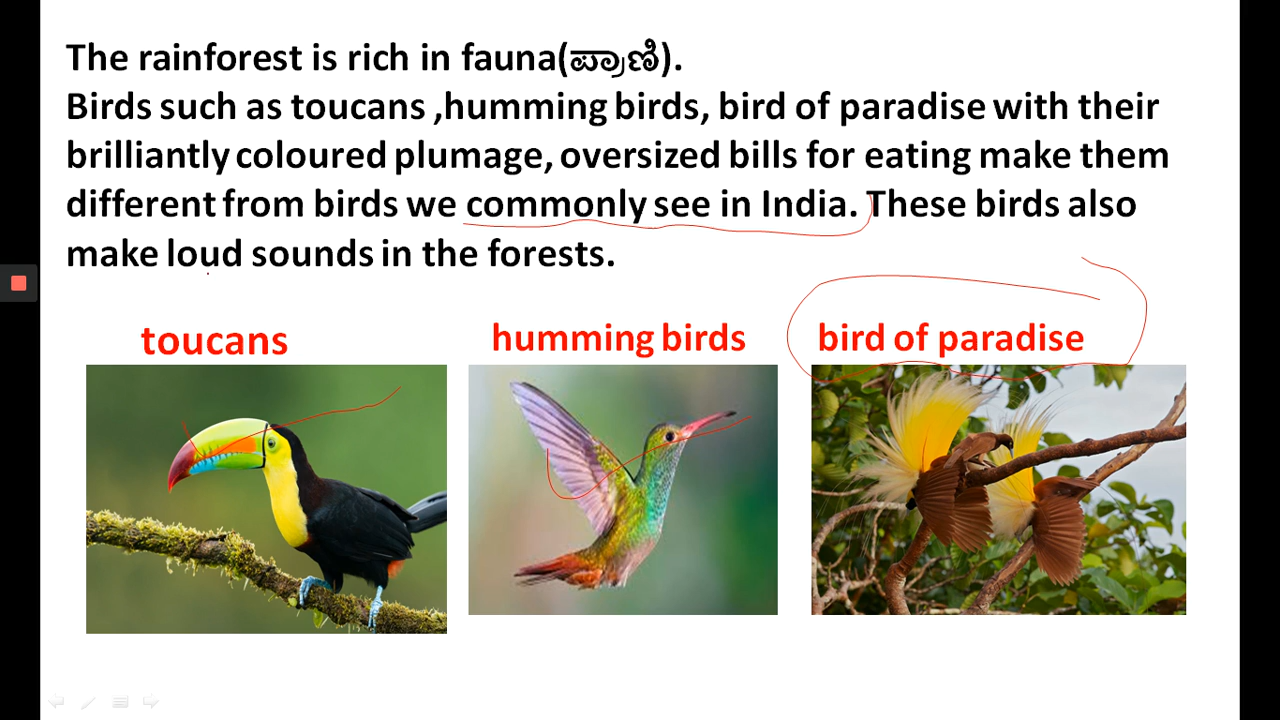 The rainforest is rich in fauna(ಪ್ರಾಣಿ).
Birds such as toucans ,humming birds, bird of paradise with their
brilliantly coloured plumage, oversized bills for eating make them
different from birds we commonly see in India. These birds also
make loud sounds in the forests.
toucans
humming birds
bird of paradise